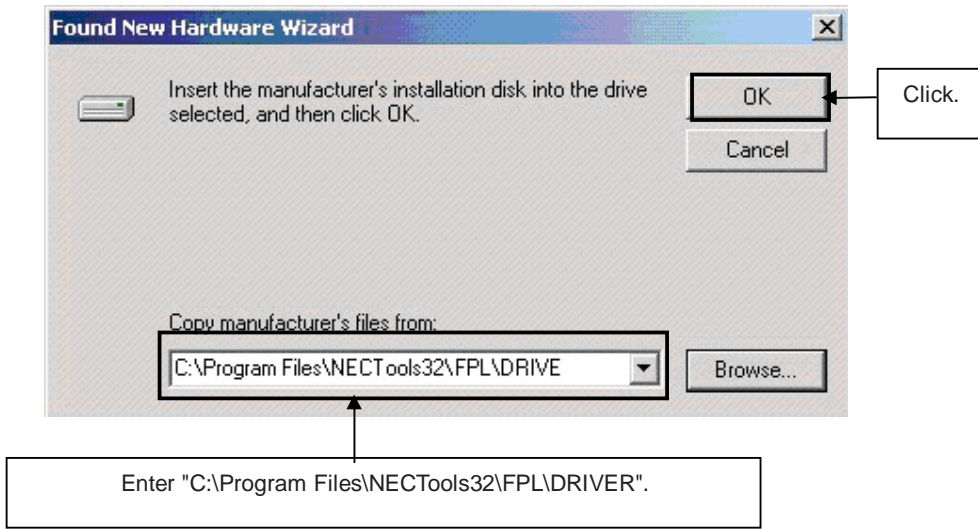 Found New Hardware Wizard
Insert the manufacturer's installation disk into the drive
selected, and then click OK.
OK
Click.
Cancel
Copy manufacturer's files from:
C:\Program Files\NECTools32\FPL\DRIVE
Browse...
Enter "C:\Program Files\NECTools32\FPL\DRIVER".